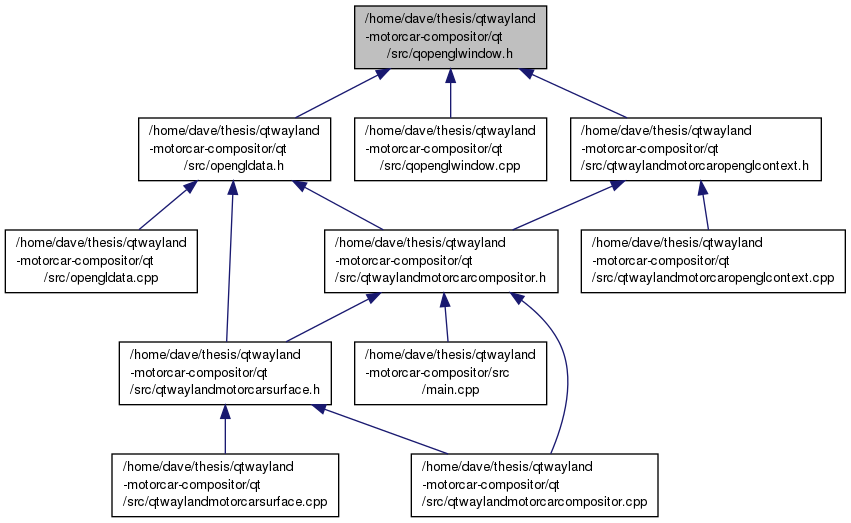 /home/dave/thesis/qtwayland
-motorcar-compositor/qt
/src/qopenglwindow.h
/home/dave/thesis/qtwayland
-motorcar-compositor/qt
/src/opengldata.h
/home/dave/thesis/qtwayland
-motorcar-compositor/qt
/src/qopenglwindow.cpp
/home/dave/thesis/qtwayland
-motorcar-compositor/qt
/src/qtwaylandmotorcaropenglcontext.h
/home/dave/thesis/qtwayland
-motorcar-compositor/qt
/src/opengldata.cpp
/home/dave/thesis/qtwayland
-motorcar-compositor/qt
/src/qtwaylandmotorcarcompositor.h
/home/dave/thesis/qtwayland
-motorcar-compositor/qt
/src/qtwaylandmotorcaropenglcontext.cpp
/home/dave/thesis/qtwayland
-motorcar-compositor/qt
/src/qtwaylandmotorcarsurface.h
/home/dave/thesis/qtwayland
-motorcar-compositor/src
/main.cpp
/home/dave/thesis/qtwayland
-motorcar-compositor/qt
/src/qtwaylandmotorcarsurface.cpp
/home/dave/thesis/qtwayland
-motorcar-compositor/qt
/src/qtwaylandmotorcarcompositor.cpp